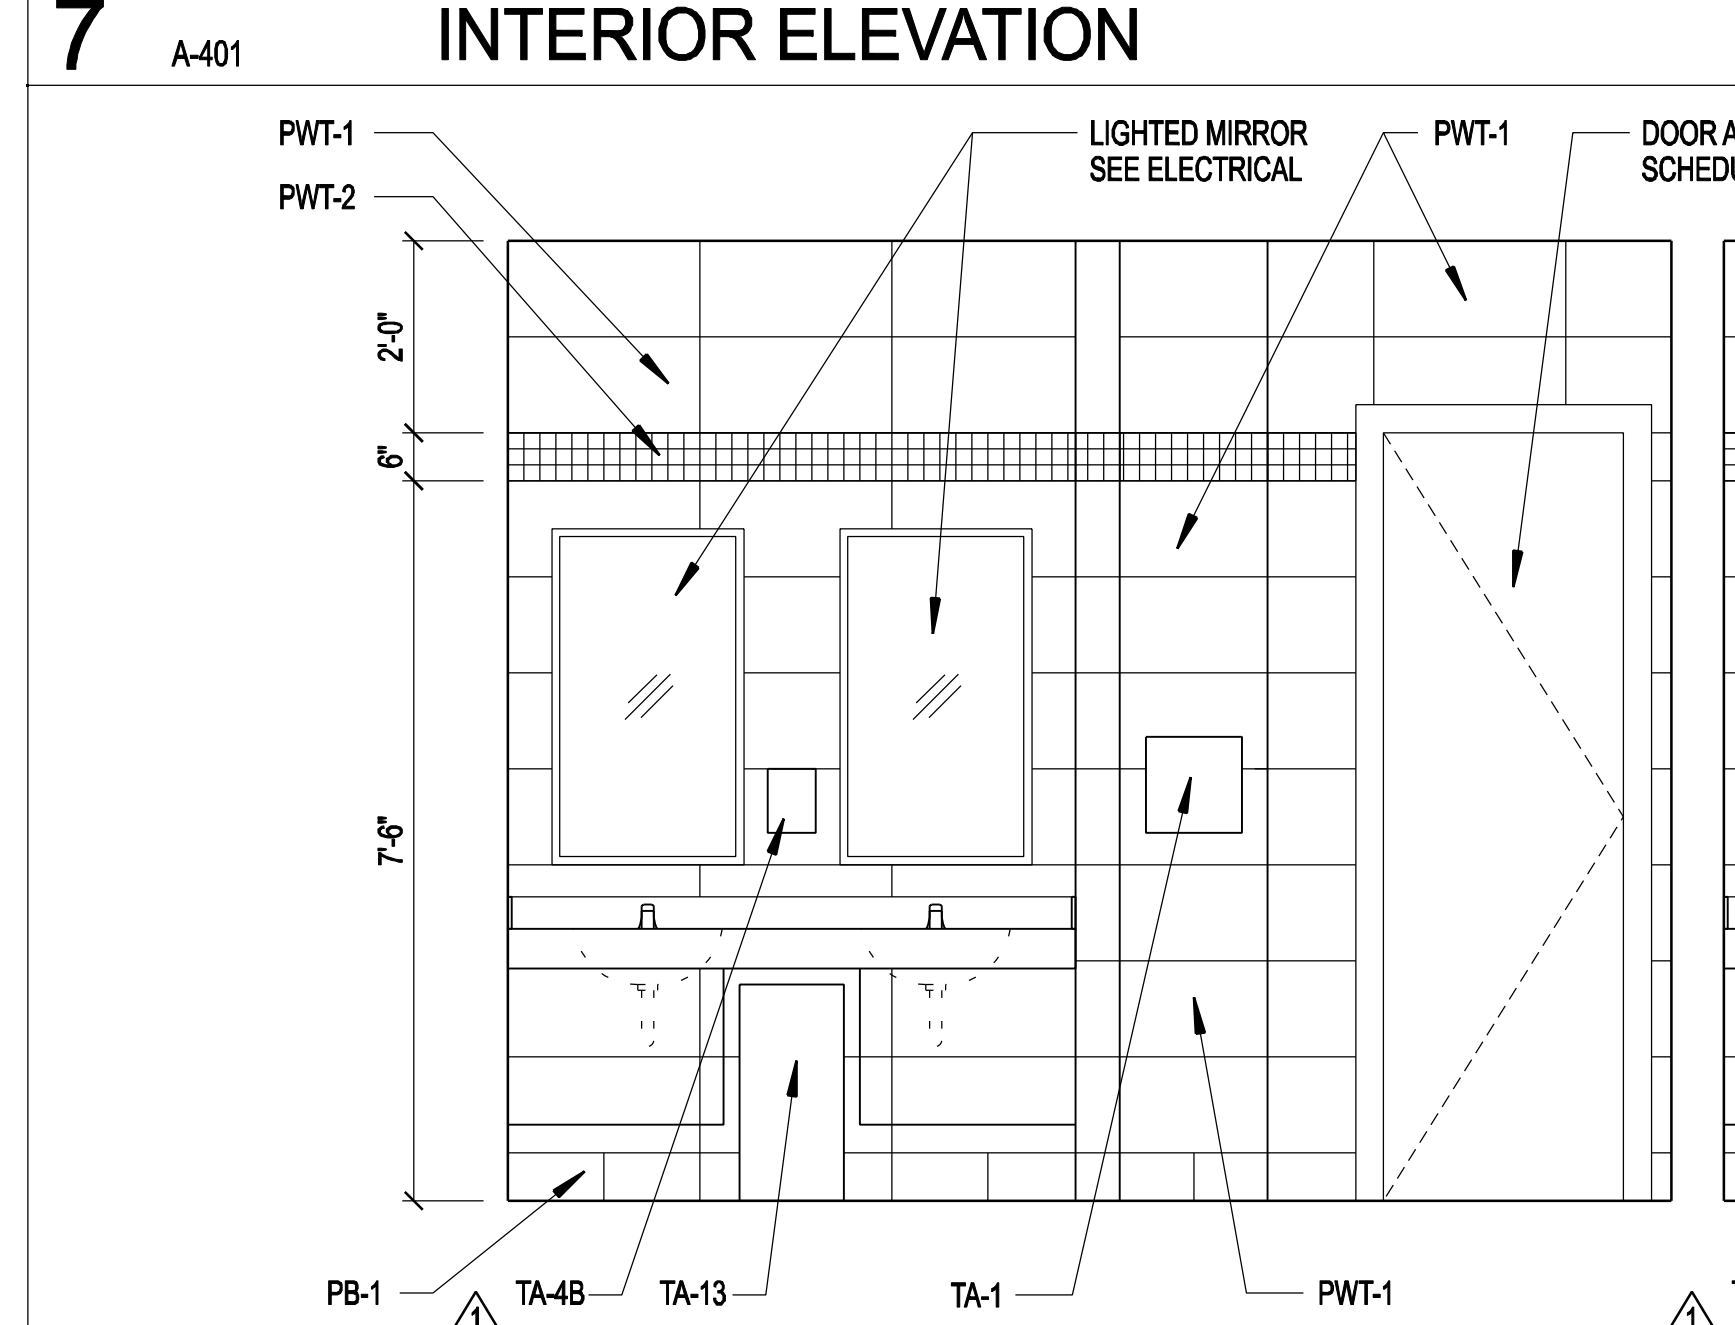 7
A-401
INTERIOR ELEVATION
PWT-1
LIGHTED MIRROR
SEE ELECTRICAL
PWT-1
DOOR A
PWT-2
2'-0"
6"
7'-6"
PB-1
TA-4B
TA-13
TA-1
PWT-1
1
1